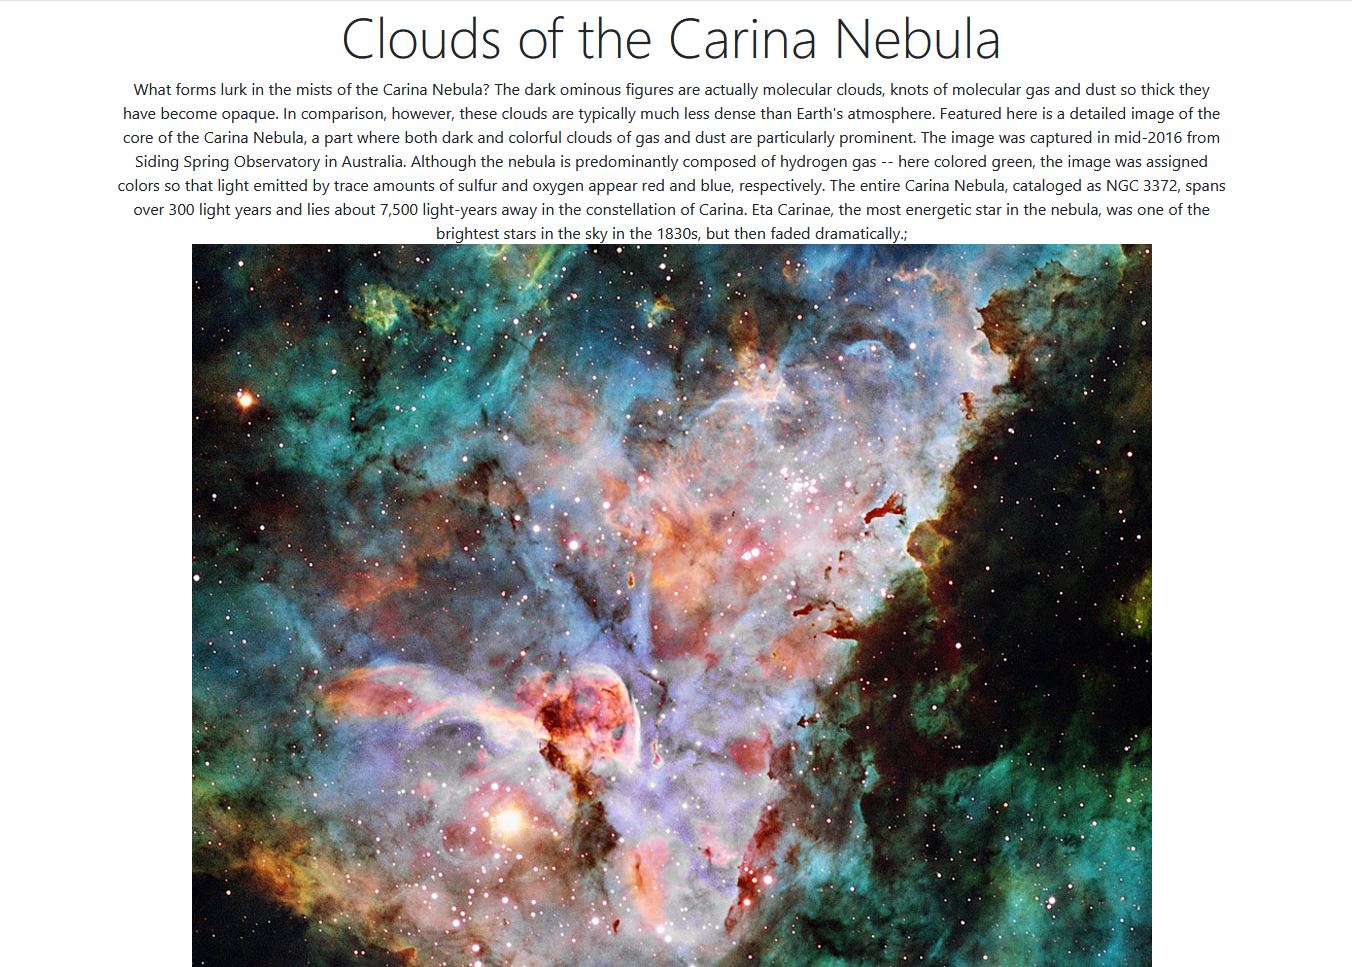 Clouds of the Carina Nebula
What forms lurk in the mists of the Carina Nebula? The dark ominous figures are actually molecular clouds, knots of molecular gas and dust so thick they
have become opaque. In comparison, however, these clouds are typically much less dense than Earth's atmosphere. Featured here is a detailed image of the
core of the Carina Nebula, a part where both dark and colorful clouds of gas and dust are particularly prominent. The image was captured in mid-2016 from
Siding Spring Observatory in Australia. Although the nebula is predominantly composed of hydrogen gas -- here colored green, the image was assigned
colors so that light emitted by trace amounts of sulfur and oxygen appear red and blue, respectively. The entire Carina Nebula, cataloged as NGC 3372, spans
over 300 light years and lies about 7,500 light-years away in the constellation of Carina. Eta Carinae, the most energetic star in the nebula, was one of the
brightest stars in the sky in the 1830s, but then faded dramatically.;